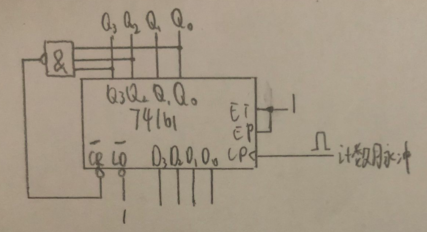 Q₃ Q₂ Q₁ Q₀
&
Q₃ Q₂ Q₁ Q₀
74161
ET
EP
1
CR LD D₃ D₂ D₁ D₀ CP
计数脉冲
1